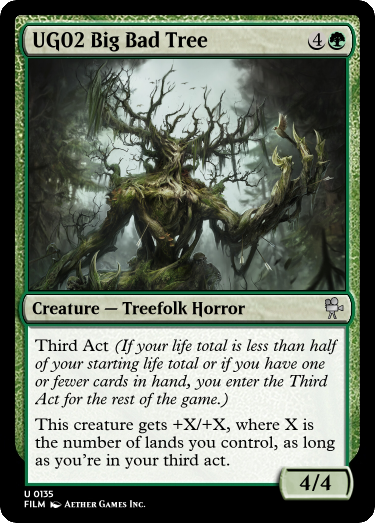 UG02 Big Bad Tree 4
Creature — Treefolk Horror
Third Act (If your life total is less than half
of your starting life total or if you have one
or fewer cards in hand, you enter the Third
Act for the rest of the game.)
This creature gets +X/+X, where X is
the number of lands you control, as long
as you’re in your third act.
4/4
U 0135
FILM Aether Games Inc.